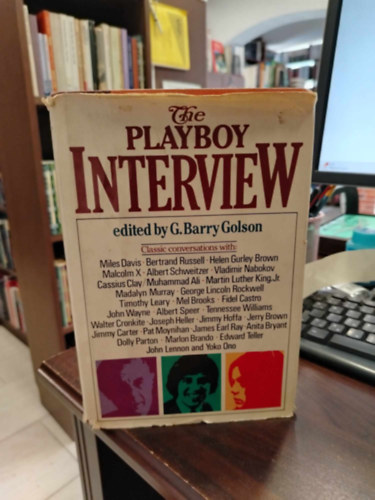 The
PLAYBOY
INTERVIEW
edited by G. Barry Golson
Classic conversations with:
Miles Davis · Bertrand Russell · Helen Gurley Brown
Malcolm X · Albert Schweitzer · Vladimir Nabokov
Cassius Clay/Muhammad Ali · Martin Luther King, Jr.
Madalyn Murray · George Lincoln Rockwell
Timothy Leary · Mel Brooks · Fidel Castro
John Wayne · Albert Speer · Tennessee Williams
Walter Cronkite · Joseph Heller · Jimmy Hoffa · Jerry Brown
Jimmy Carter · Pat Moynihan · James Earl Ray · Anita Bryant
Dolly Parton · Marlon Brando · Edward Teller
John Lennon and Yoko Ono